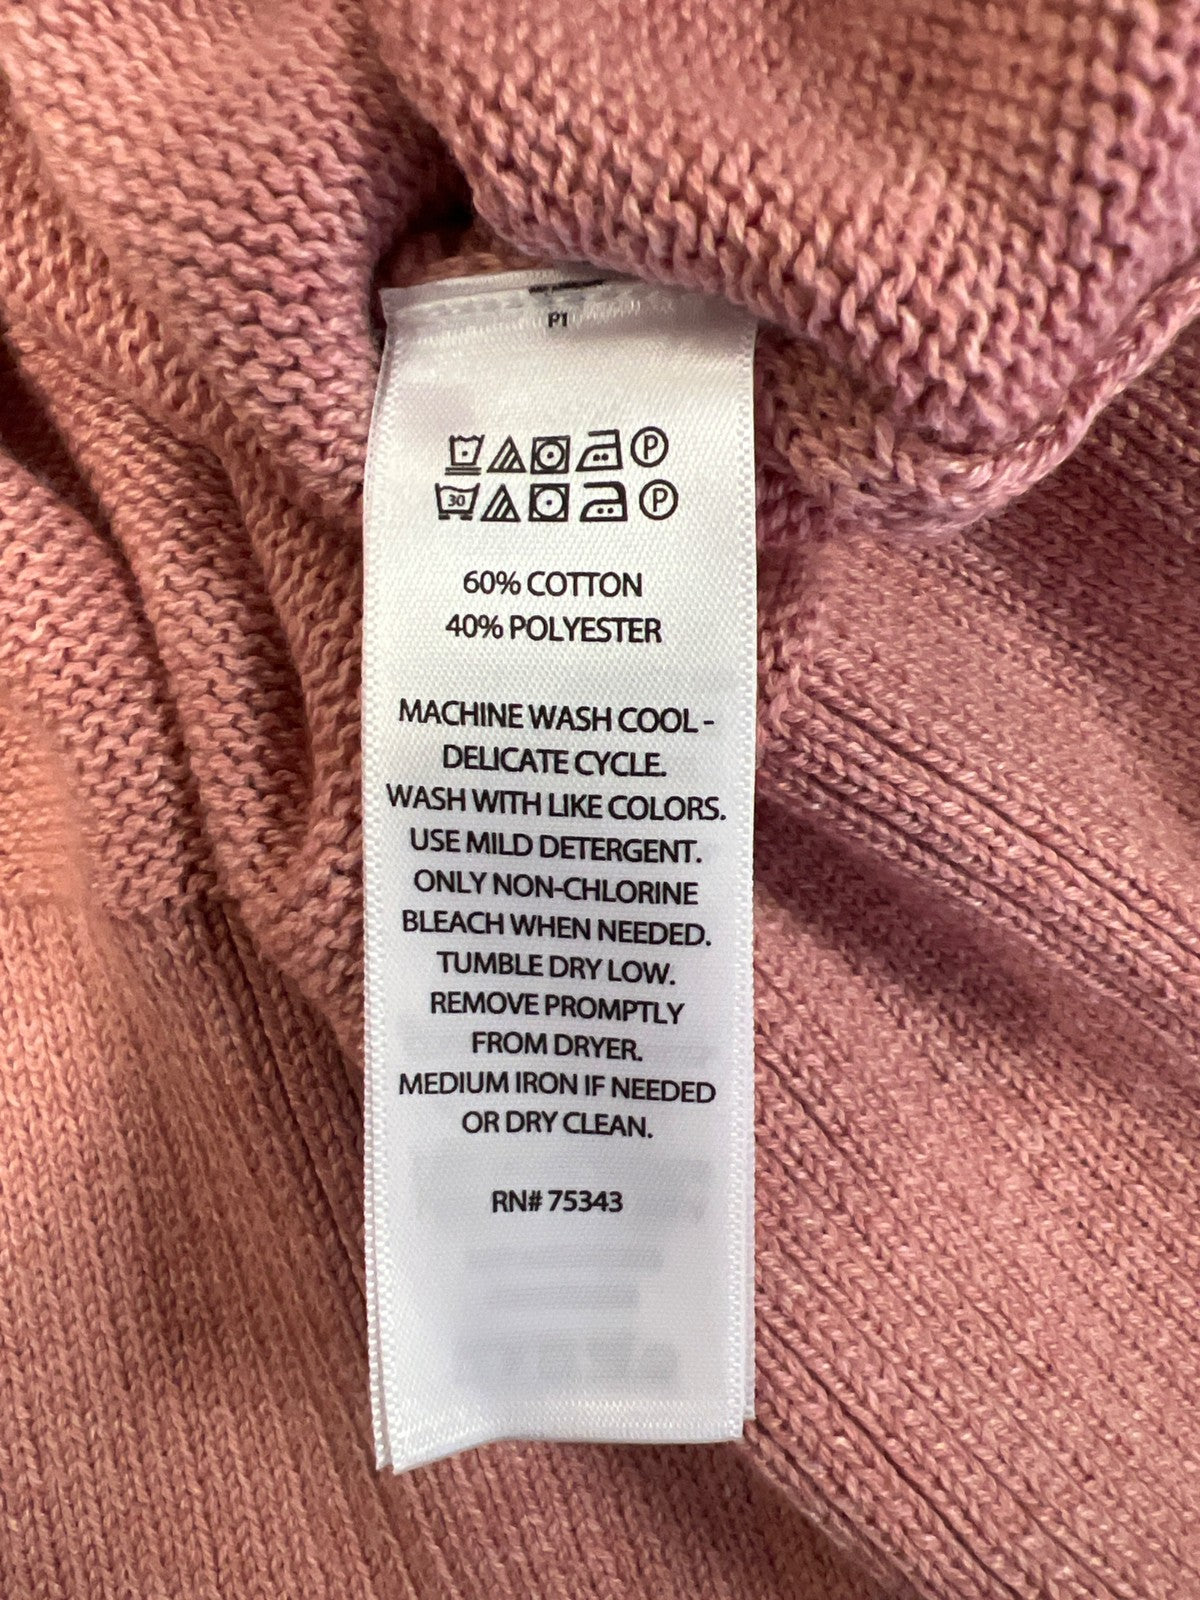 P1
P
30 P
60% COTTON
40% POLYESTER
MACHINE WASH COOL -
DELICATE CYCLE.
WASH WITH LIKE COLORS.
USE MILD DETERGENT.
ONLY NON-CHLORINE
BLEACH WHEN NEEDED.
TUMBLE DRY LOW.
REMOVE PROMPTLY
FROM DRYER.
MEDIUM IRON IF NEEDED
OR DRY CLEAN.
RN# 75343